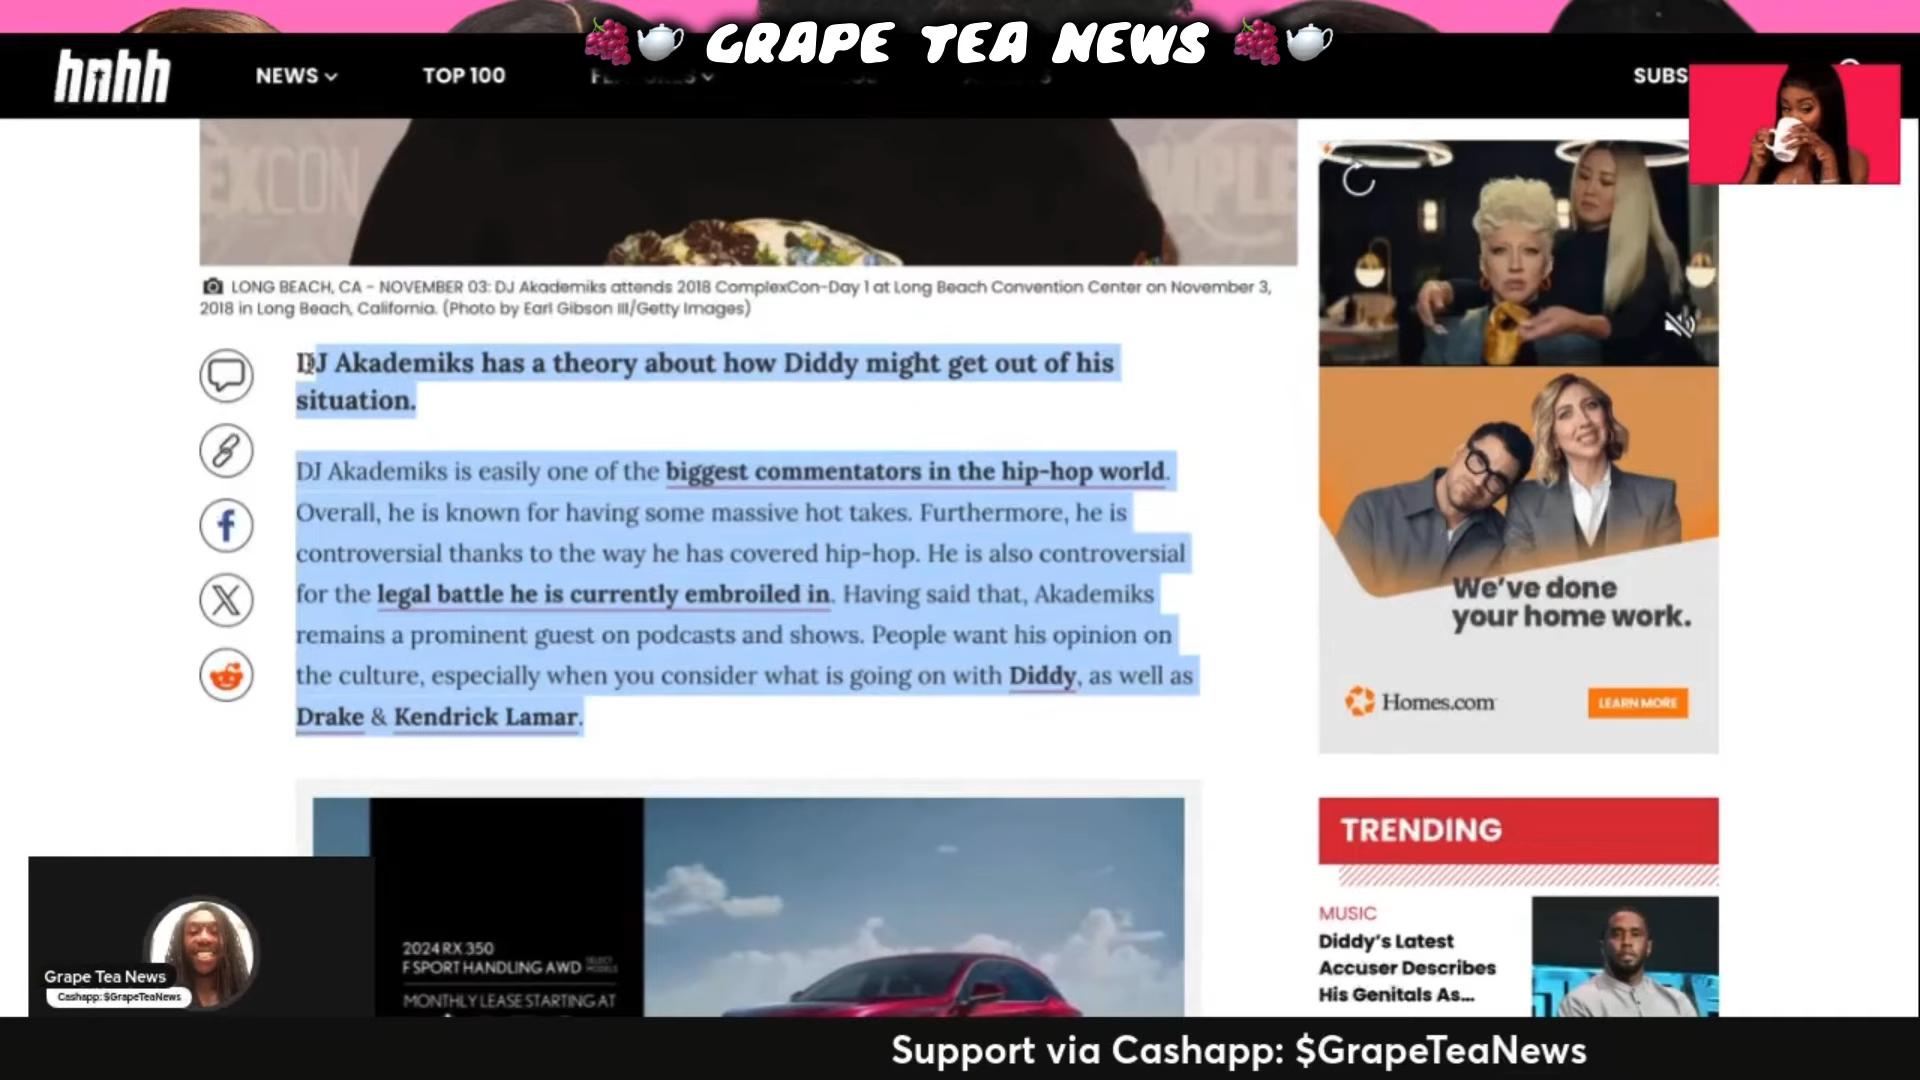 GRAPE TEA NEWS
hnhh
NEWS
TOP 100
SUBS
EXCON
LONG BEACH, CA - NOVEMBER 03: DJ Akademiks attends 2018 ComplexCon-Day 1 at Long Beach Convention Center on November 3,
2018 in Long Beach, California. (Photo by Earl Gibson III/Getty Images)
DJ Akademiks has a theory about how Diddy might get out of his
situation.
DJ Akademiks is easily one of the biggest commentators in the hip-hop world.
Overall, he is known for having some massive hot takes. Furthermore, he is
controversial thanks to the way he has covered hip-hop. He is also controversial
for the legal battle he is currently embroiled in. Having said that, Akademiks
remains a prominent guest on podcasts and shows. People want his opinion on
the culture, especially when you consider what is going on with Diddy, as well as
Drake & Kendrick Lamar.
We've done
your home work.
Homes.com
LEARN MORE
TRENDING
MUSIC
Diddy's Latest
Accuser Describes
His Genitals As...
2024 RX 350
F SPORT HANDLING AWD SELECT MODELS
MONTHLY LEASE STARTING AT
Grape Tea News
Cashapp: $GrapeTeaNews
Support via Cashapp: $GrapeTeaNews